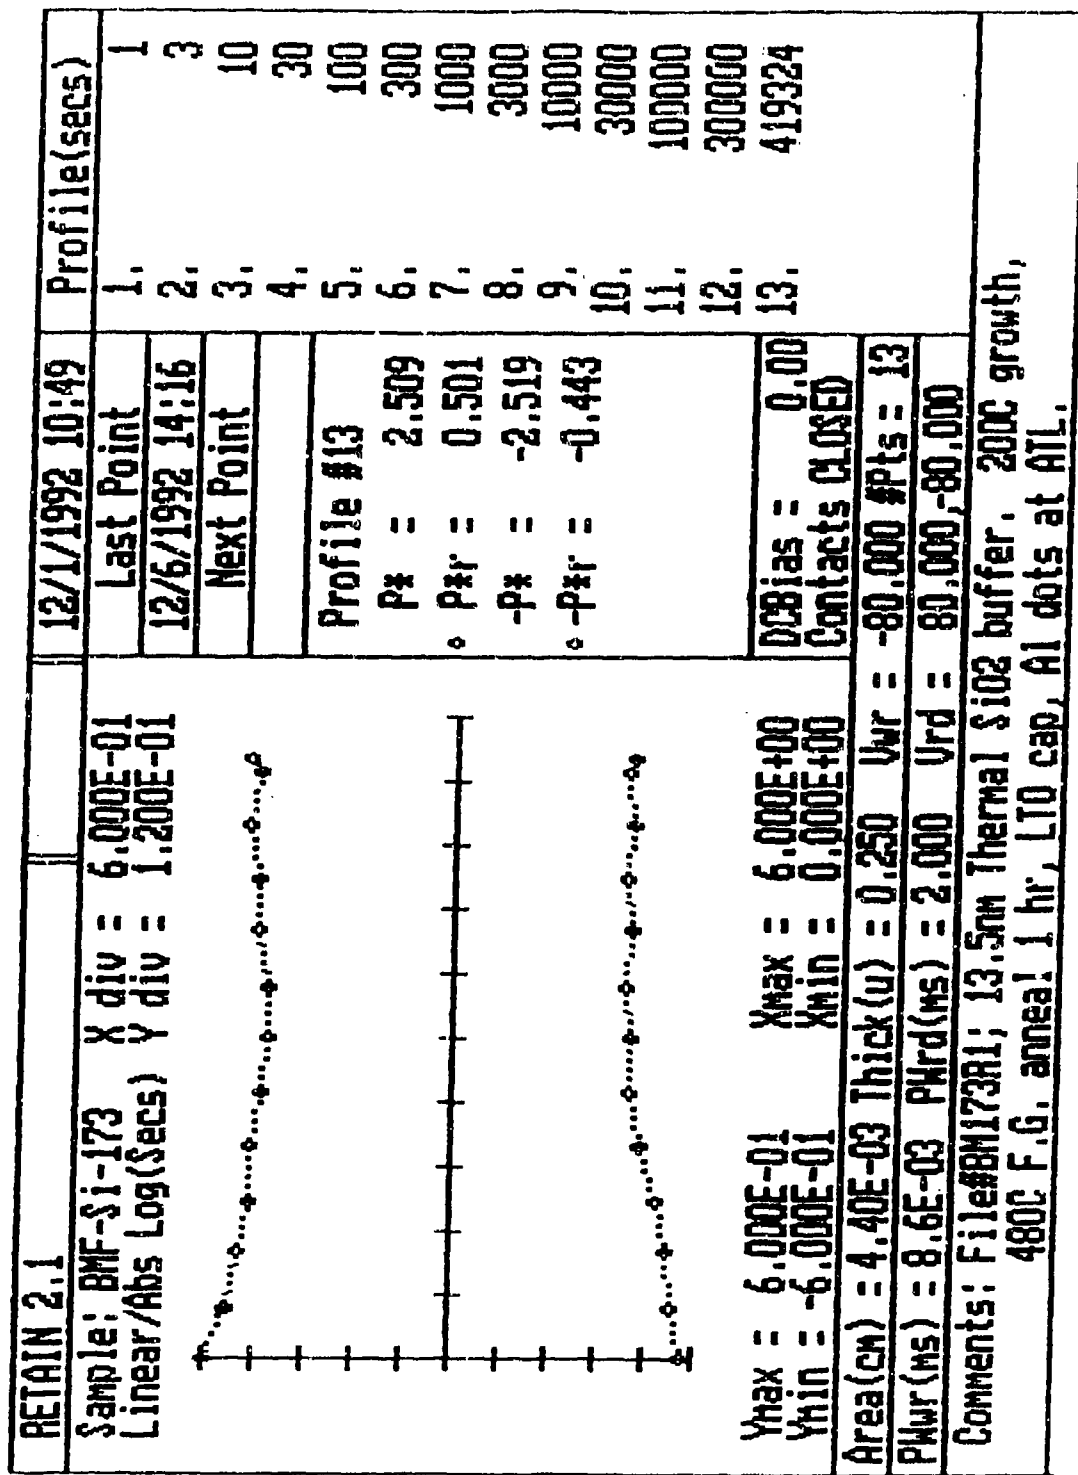 RETAIN 2.1
12/1/1992 10:49
Profile(secs)
Sample: BMF-Si-173 X div = 6.000E-01
Linear/Abs Log(Secs) Y div = 1.200E-01
Last Point
12/6/1992 14:16
Next Point
Profile #13
P* = 2.509
◇ P*r = 0.501
-P* = -2.519
◇ -P*r = -0.443
DCBias = 0.00
Contacts CLOSED
1. 1
2. 3
3. 10
4. 30
5. 100
6. 300
7. 1000
8. 3000
9. 10000
10. 30000
11. 100000
12. 300000
13. 419324
Ymax = 6.000E-01 Xmax = 6.000E+00
Ymin = -6.000E-01 Xmin = 0.000E+00
Area(cm) = 4.40E-03 Thick(u) = 0.250 Vwr = -80.000 #Pts = 13
PWwr(ms) = 8.6E-03 PWrd(ms) = 2.000 Vrd = 80.000,-80.000
Comments: File#BM173R1; 13.5nm Thermal SiO2 buffer. 200C growth,
480C F.G. anneal 1 hr, LTO cap, Al dots at ATL.